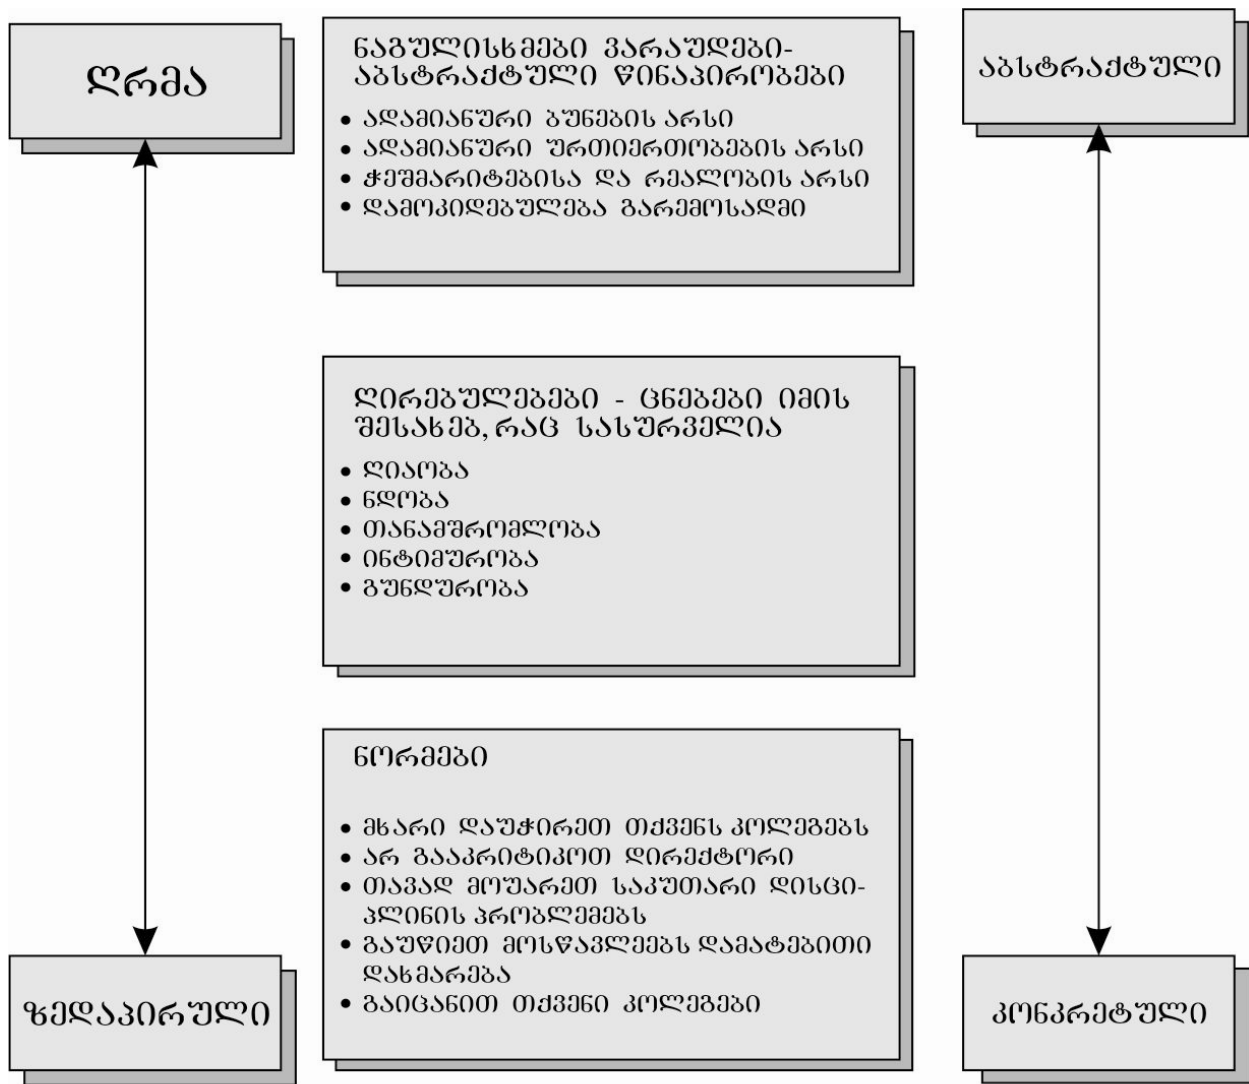 ღრმა
ნაგულისხმები ვარაუდები-
აბსტრაქტული წინაპირობები
• ადამიანური ბუნების არსი
• ადამიანური ურთიერთობების არსი
• ჭეშმარიტებისა და რეალობის არსი
• დამოკიდებულება გარემოსადმი
აბსტრაქტული
ღირებულებები - ცნებები იმის
შესახებ, რაც სასურველია
• ღიაობა
• ნდობა
• თანამშრომლობა
• ინტიმურობა
• გუნდურობა
ნორმები
• მხარი დაუჭირეთ თქვენს კოლეგებს
• არ გააკრიტიკოთ დირექტორი
• თავად მოუარეთ საკუთარი დისცი-
პლინის პრობლემებს
• გაუწიეთ მოსწავლეებს დამატებითი
დახმარება
• გაიცანით თქვენი კოლეგები
ზედაპირული
კონკრეტული